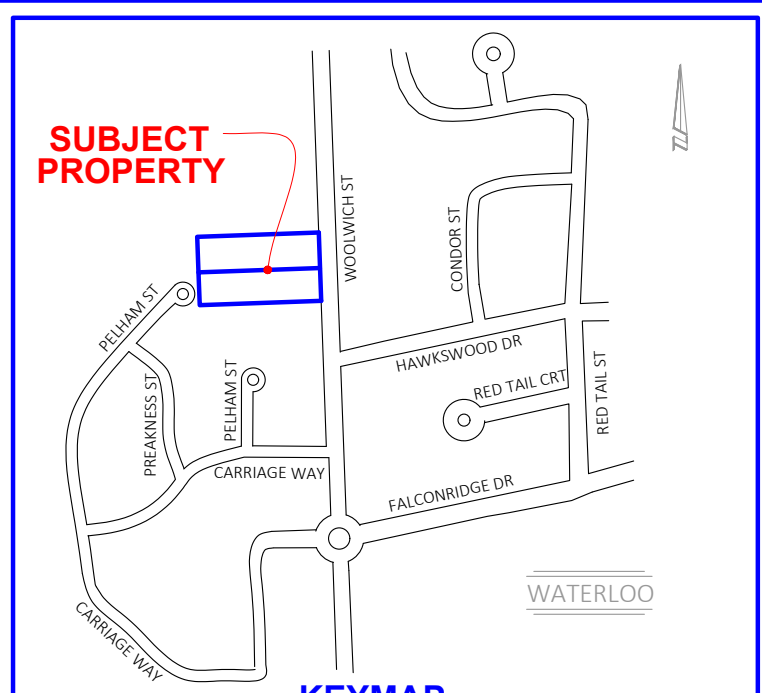 SUBJECT
PROPERTY
WOOLWICH ST
CONDOR ST
PELHAM ST
HAWKSWOOD DR
PREAKNESS ST
PELHAM ST
RED TAIL CRT
RED TAIL ST
CARRIAGE WAY
FALCONRIDGE DR
WATERLOO
CARRIAGE WAY
KEYMAP